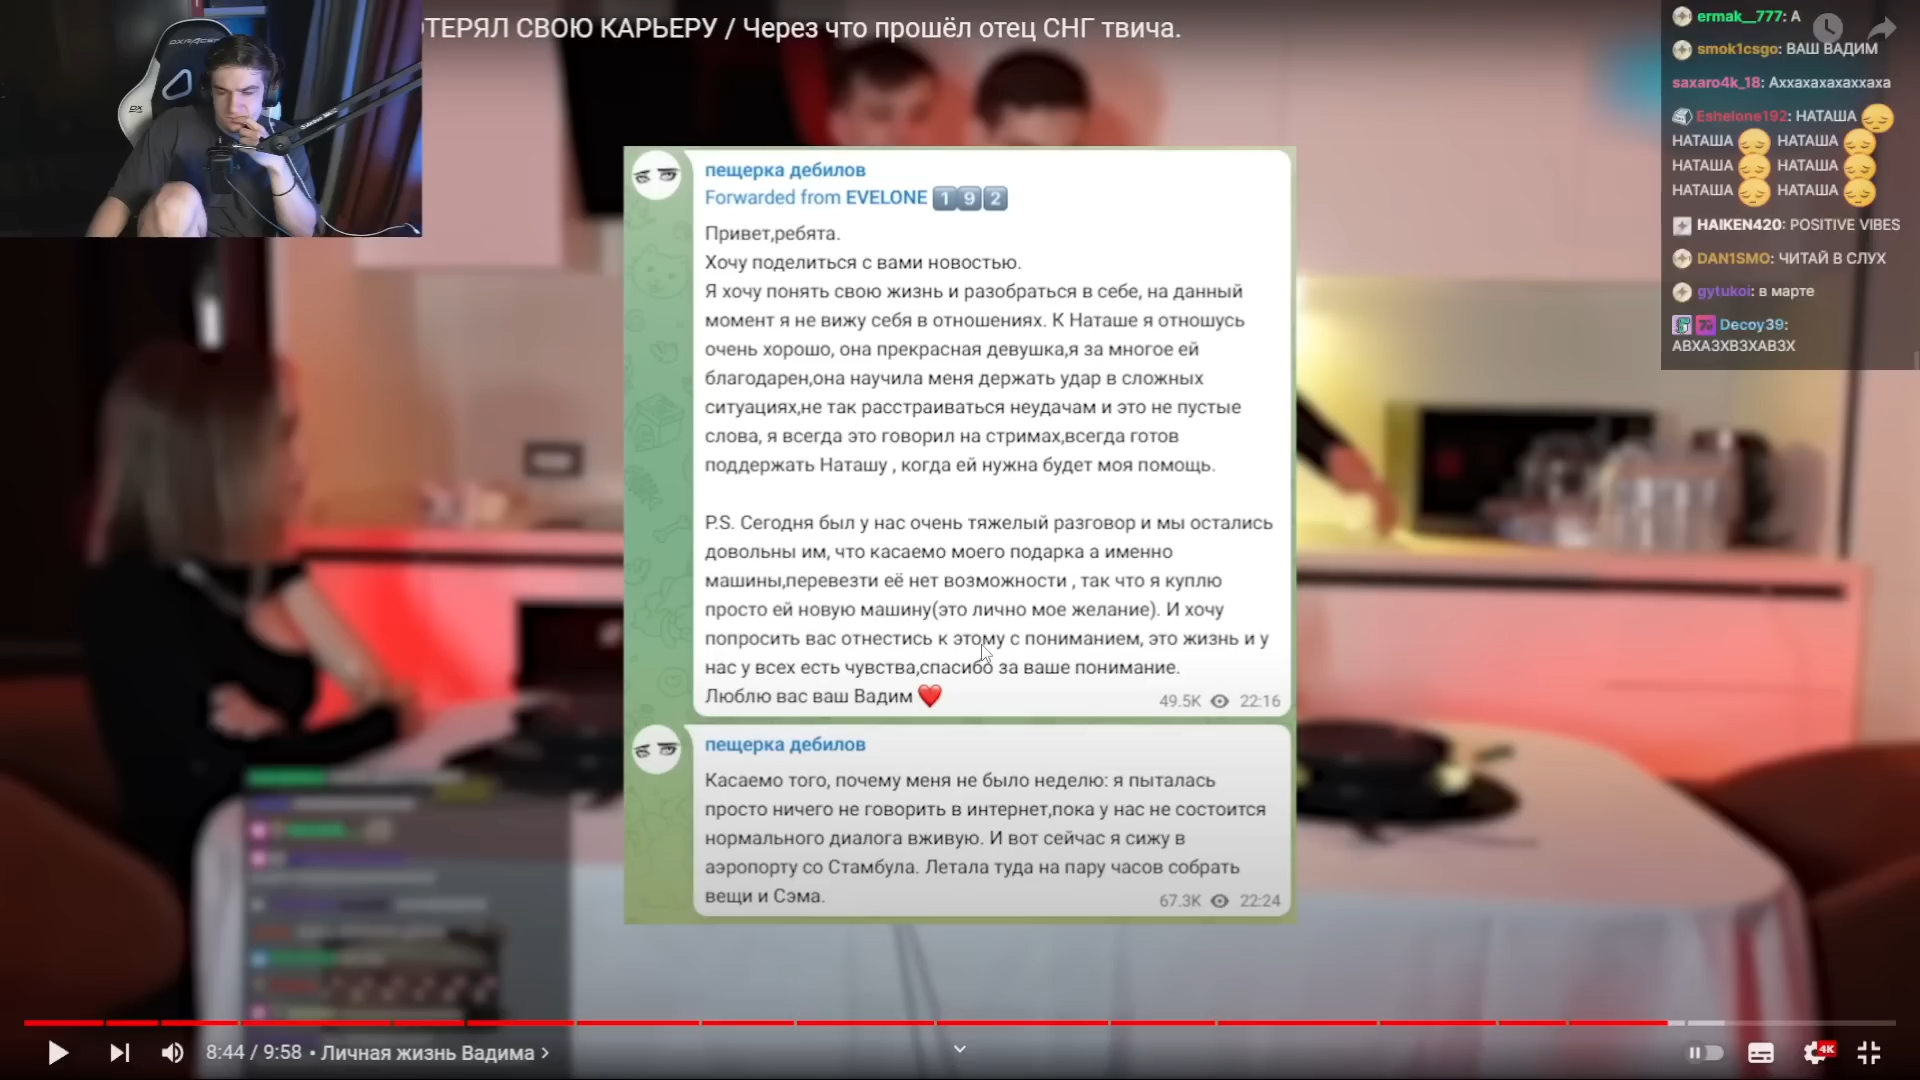 ОТЕРЯЛ СВОЮ КАРЬЕРУ / Через что прошёл отец СНГ твича.
DXRACER
пещерка дебилов
Forwarded from EVELONE 1 9 2
Привет,ребята.
Хочу поделиться с вами новостью.
Я хочу понять свою жизнь и разобраться в себе, на данный
момент я не вижу себя в отношениях. К Наташе я отношусь
очень хорошо, она прекрасная девушка,я за многое ей
благодарен,она научила меня держать удар в сложных
ситуациях,не так расстраиваться неудачам и это не пустые
слова, я всегда это говорил на стримах,всегда готов
поддержать Наташу , когда ей нужна будет моя помощь.
P.S. Сегодня был у нас очень тяжелый разговор и мы остались
довольны им, что касаемо моего подарка а именно
машины,перевезти её нет возможности , так что я куплю
просто ей новую машину(это лично мое желание). И хочу
попросить вас отнестись к этому с пониманием, это жизнь и у
нас у всех есть чувства,спасибо за ваше понимание.
Люблю вас ваш Вадим ❤️
49.5K 22:16
пещерка дебилов
Касаемо того, почему меня не было неделю: я пыталась
просто ничего не говорить в интернет,пока у нас не состоится
нормального диалога вживую. И вот сейчас я сижу в
аэропорту со Стамбула. Летала туда на пару часов собрать
вещи и Сэма.
67.3K 22:24
ermak__777: А
smok1csgo: ВАШ ВАДИМ
saxaro4k_18: Аххахахахаххаха
Eshelone192: НАТАША 😔
НАТАША 😔 НАТАША 😔
НАТАША 😔 НАТАША 😔
НАТАША 😔 НАТАША 😔
HAIKEN420: POSITIVE VIBES
DAN1SMO: ЧИТАЙ В СЛУХ
gytukoi: в марте
Decoy39:
АВХАЗХВЗХАВЗХ
8:44 / 9:58 • Личная жизнь Вадима >
4K